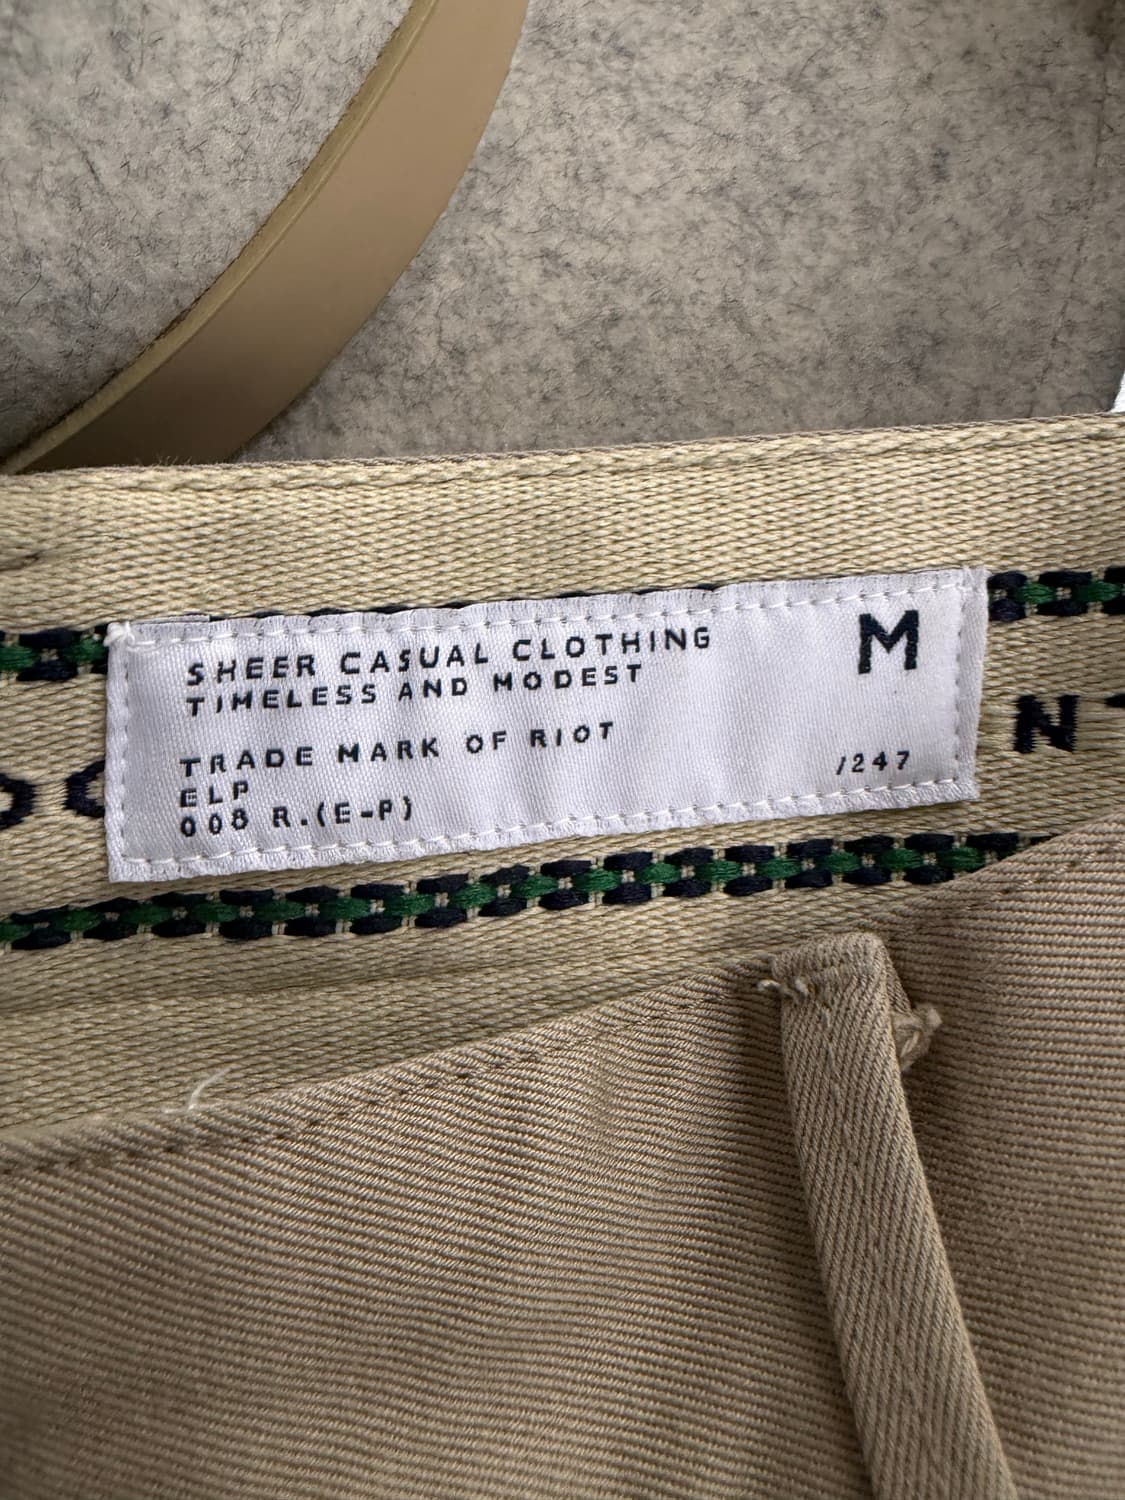 SHEER CASUAL CLOTHING
TIMELESS AND MODEST
M
TRADE MARK OF RIOT
ELP
008 R.(E-P)
/247
N